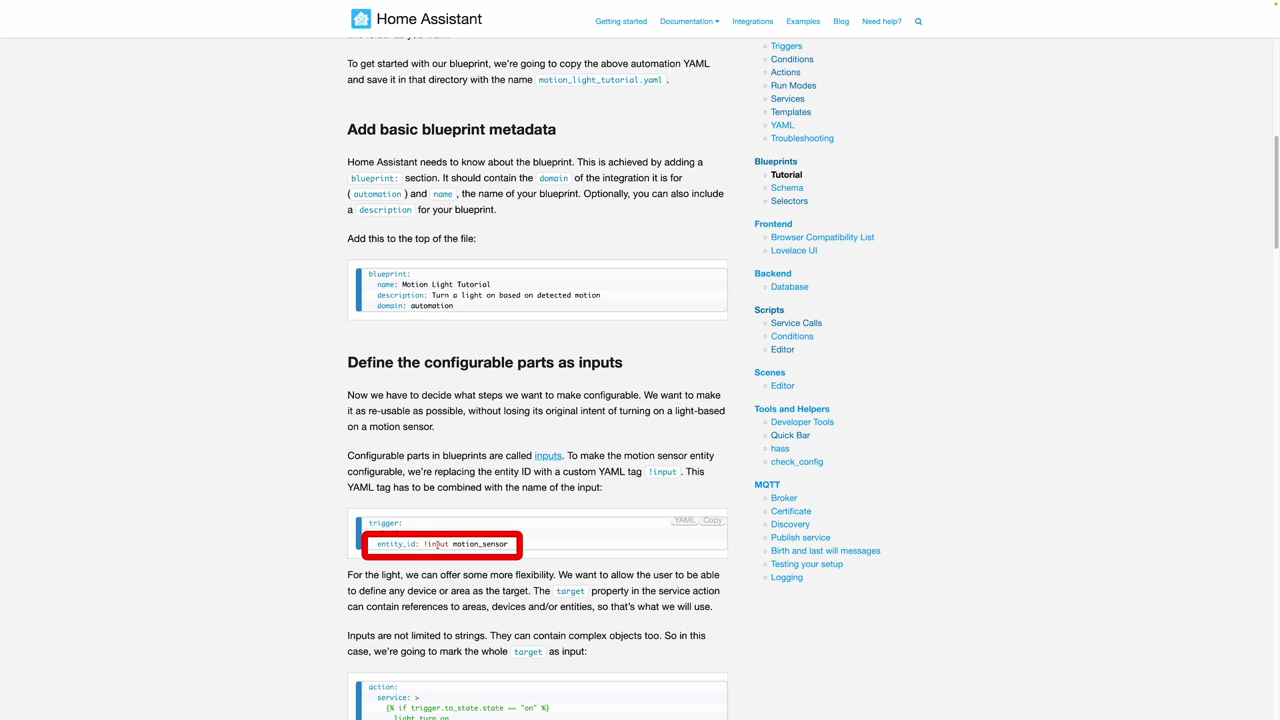 Home Assistant
Getting started
Documentation
Integrations
Examples
Blog
Need help?
To get started with our blueprint, we're going to copy the above automation YAML
and save it in that directory with the name motion_light_tutorial.yaml .
Add basic blueprint metadata
Home Assistant needs to know about the blueprint. This is achieved by adding a
blueprint: section. It should contain the domain of the integration it is for
( automation ) and name , the name of your blueprint. Optionally, you can also include
a description for your blueprint.
Add this to the top of the file:
blueprint:
name: Motion Light Tutorial
description: Turn a light on based on detected motion
domain: automation
Define the configurable parts as inputs
Now we have to decide what steps we want to make configurable. We want to make
it as re-usable as possible, without losing its original intent of turning on a light-based
on a motion sensor.
Configurable parts in blueprints are called inputs. To make the motion sensor entity
configurable, we're replacing the entity ID with a custom YAML tag !input . This
YAML tag has to be combined with the name of the input:
YAML Copy
trigger:
entity_id: !input motion_sensor
For the light, we can offer some more flexibility. We want to allow the user to be able
to define any device or area as the target. The target property in the service action
can contain references to areas, devices and/or entities, so that's what we will use.
Inputs are not limited to strings. They can contain complex objects too. So in this
case, we're going to mark the whole target as input:
action:
service: >
{% if trigger.to_state.state == "on" %}
light.turn_on
Triggers
Conditions
Actions
Run Modes
Services
Templates
YAML
Troubleshooting
Blueprints
Tutorial
Schema
Selectors
Frontend
Browser Compatibility List
Lovelace UI
Backend
Database
Scripts
Service Calls
Conditions
Editor
Scenes
Editor
Tools and Helpers
Developer Tools
Quick Bar
hass
check_config
MQTT
Broker
Certificate
Discovery
Publish service
Birth and last will messages
Testing your setup
Logging